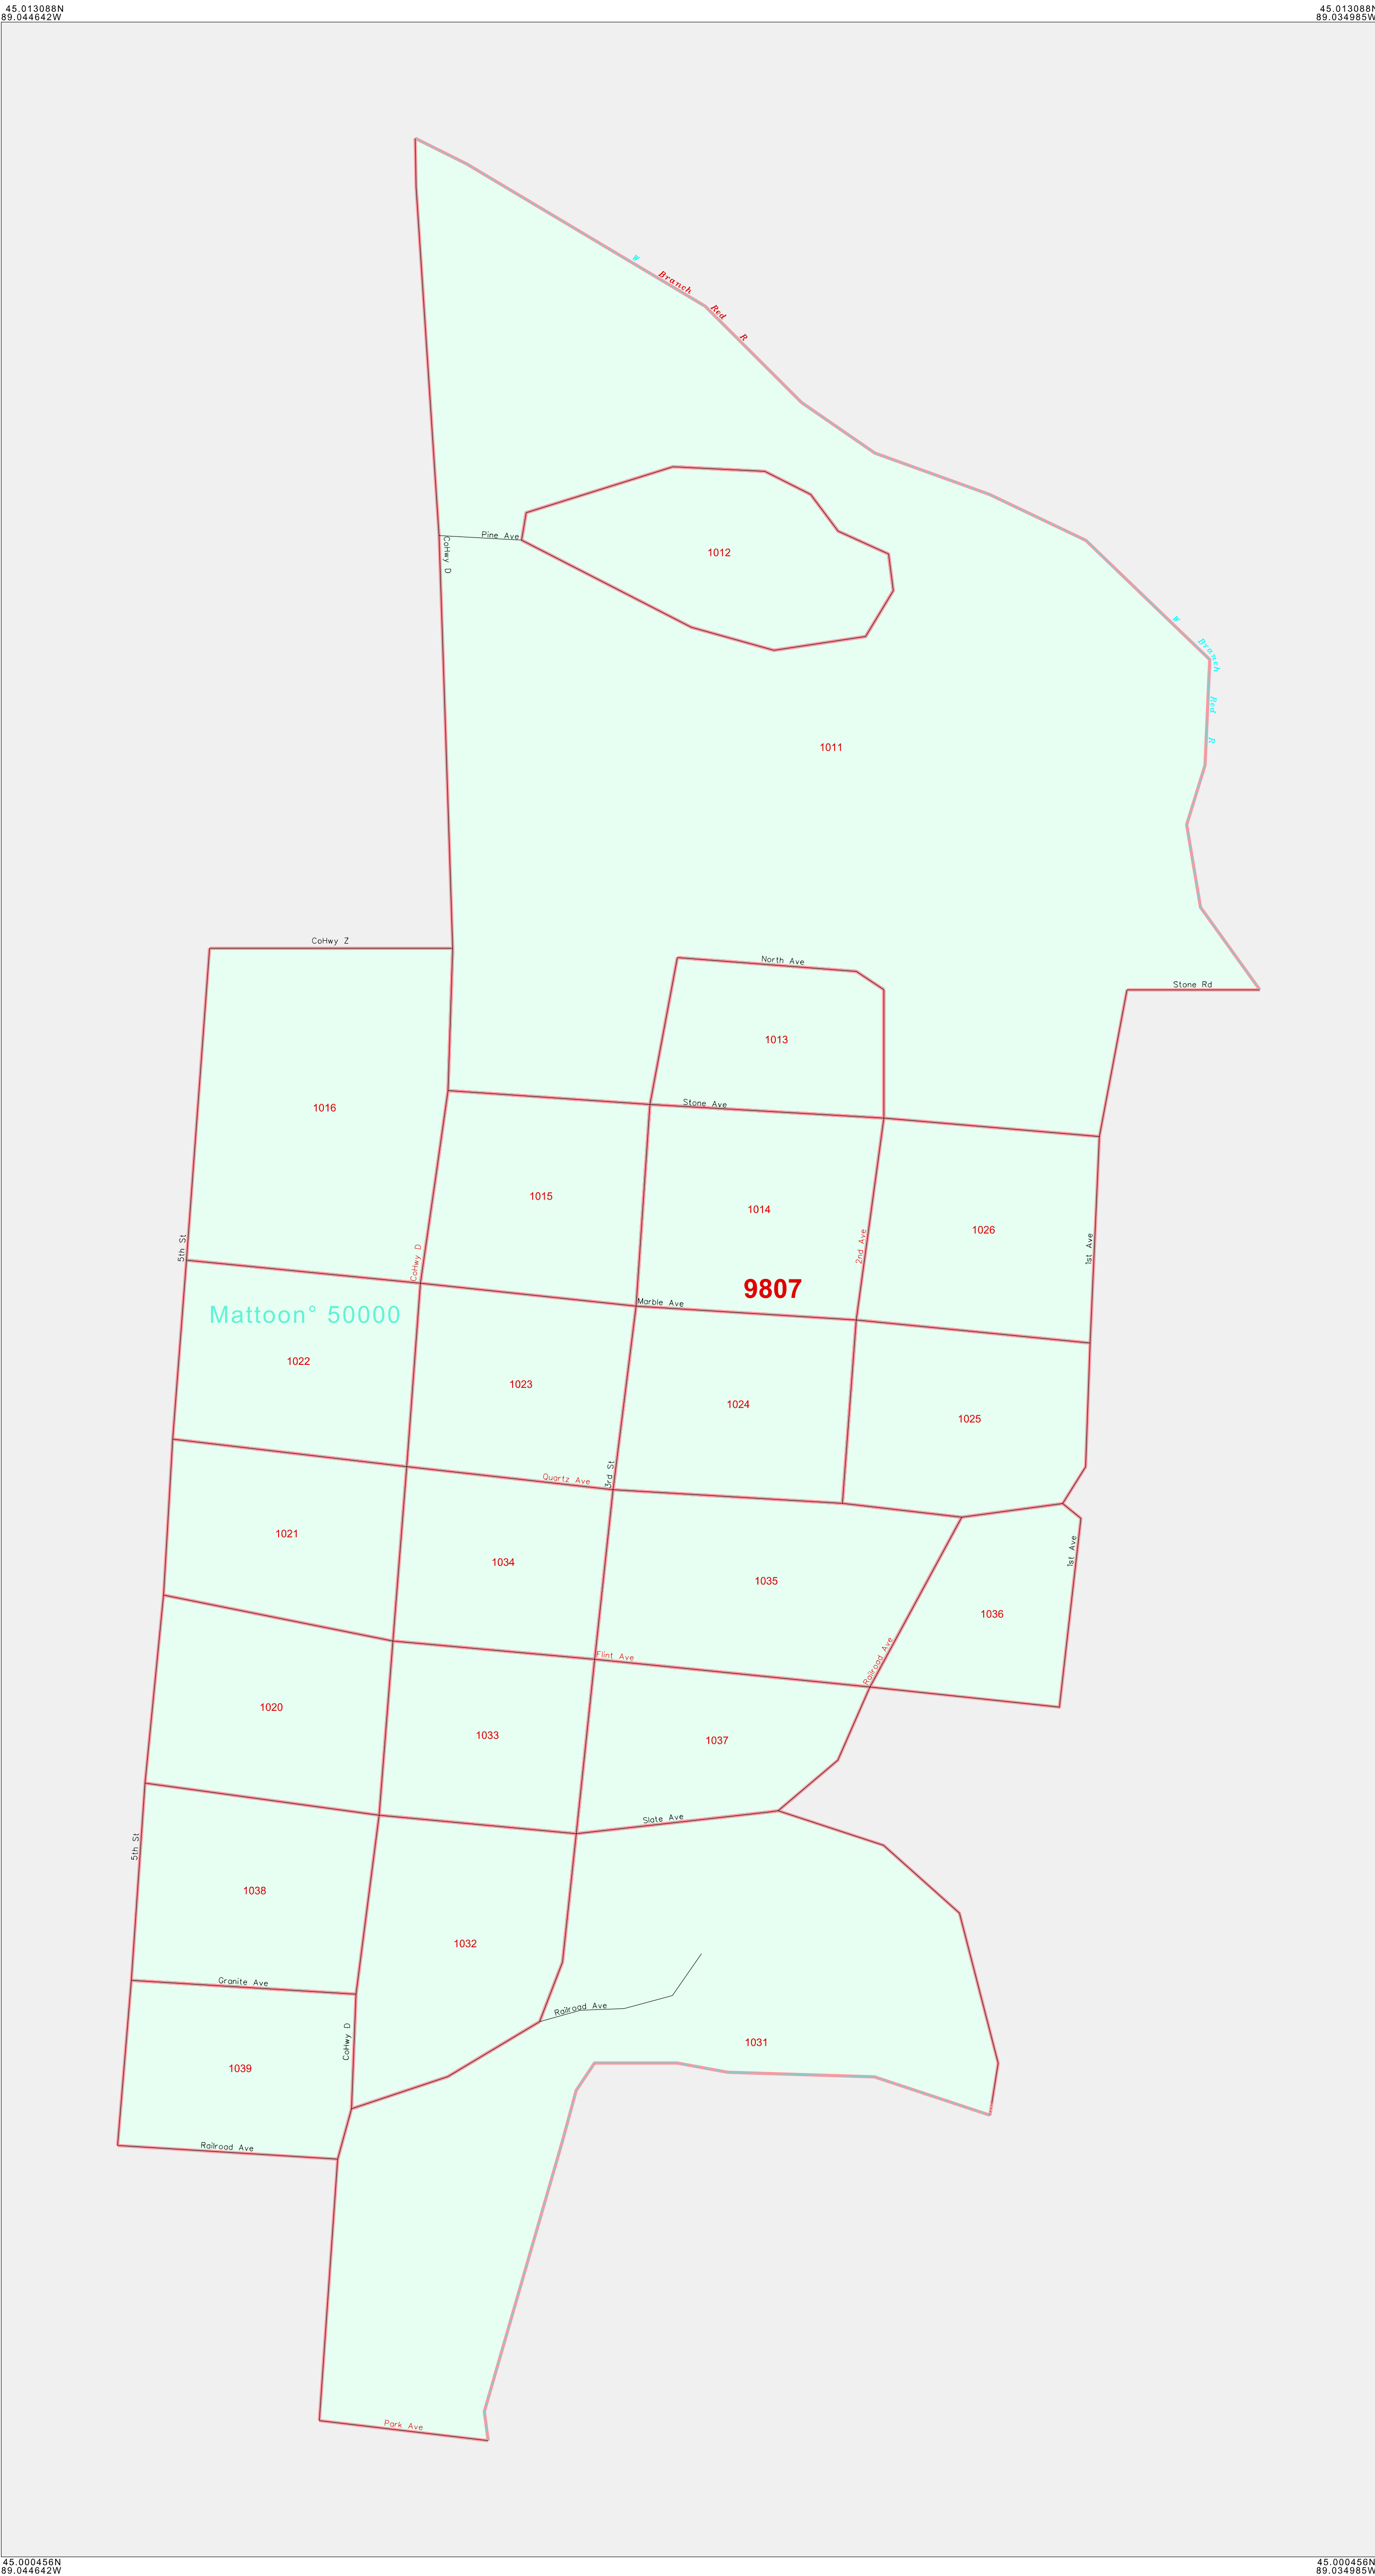 45.013088N
89.044642W
45.013088N
89.034985W
W Branch Red R
Pine Ave
CoHwy D
1012
W Branch Red R
1011
CoHwy Z
North Ave
Stone Rd
1013
Stone Ave
1016
1015
1014
1026
5th St
CoHwy D
2nd Ave
1st Ave
9807
Marble Ave
Mattoon° 50000
1022
1023
1024
1025
Quartz Ave
3rd St
1021
1034
1035
1st Ave
1036
Flint Ave
Railroad Ave
1020
1033
1037
Slate Ave
5th St
1038
1032
Granite Ave
Railroad Ave
CoHwy D
1031
1039
Railroad Ave
Park Ave
45.000456N
89.044642W
45.000456N
89.034985W